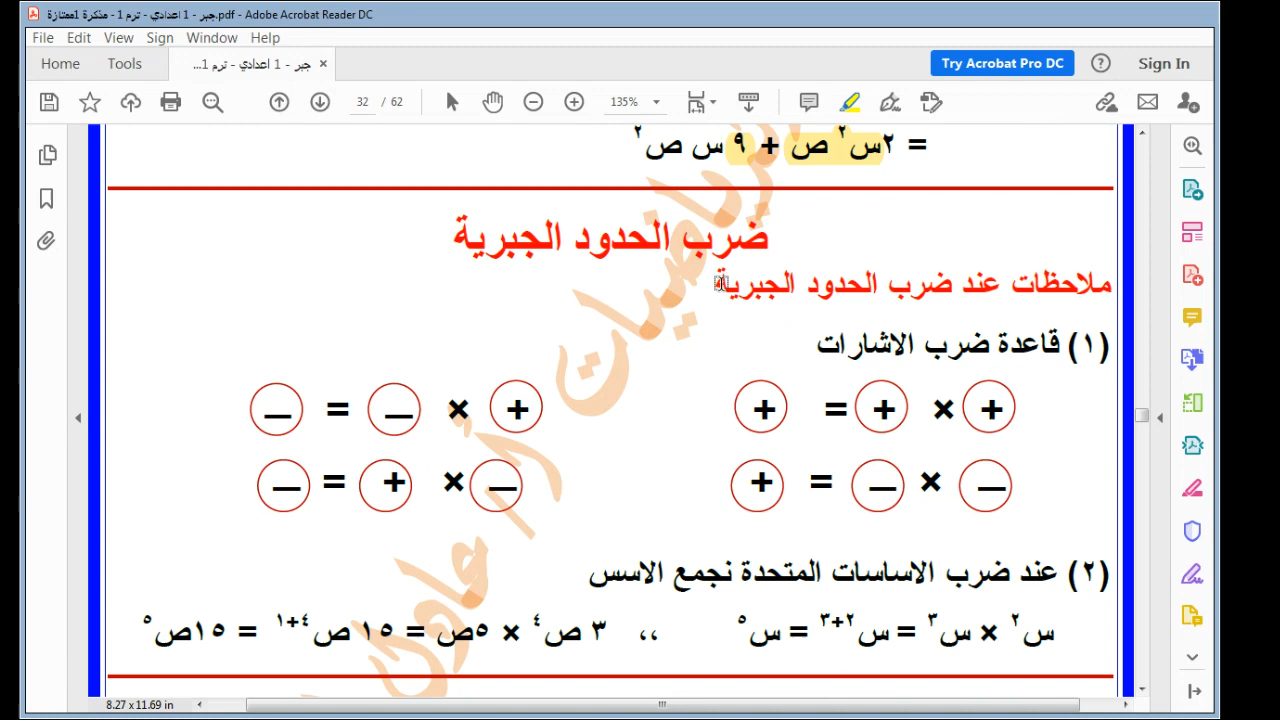 جبر - 1 اعدادي - ترم 1 - مذكرة 1ممتازة.pdf - Adobe Acrobat Reader DC
File Edit View Sign Window Help
Home Tools جبر - 1 اعدادي - ترم 1... × Try Acrobat Pro DC Sign In
32 / 62 135%
= ٢س٢ ص + ٩ س ص٢
ضرب الحدود الجبرية
ملاحظات عند ضرب الحدود الجبرية
(١) قاعدة ضرب الاشارات
+ × + = + + × − = −
− × − = + − × + = −
(٢) عند ضرب الاساسات المتحدة نجمع الاسس
س٢ × س٣ = س٢+٣ = س٥ ،، ٣ ص٤ × ٥ص = ١٥ ص٤+١ = ١٥ص٥
رياضيات أ/ عادل
8.27 x 11.69 in